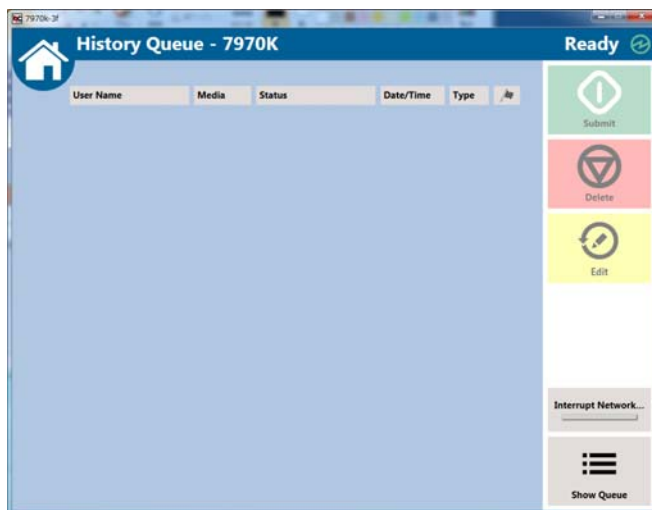 7970k-3f
History Queue - 7970K
Ready
User Name Media Status Date/Time Type
Submit
Delete
Edit
Interrupt Network...
Show Queue